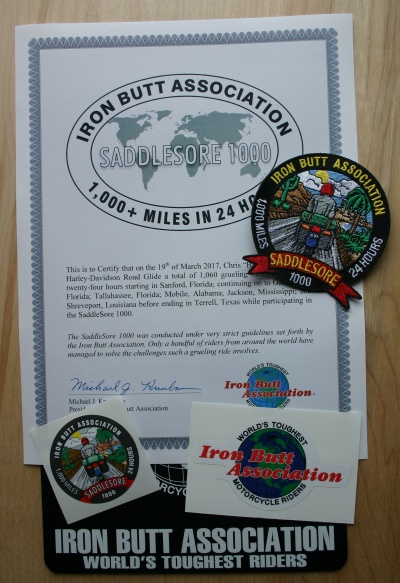 IRON BUTT ASSOCIATION
SADDLESORE 1000
1,000+ MILES IN 24 HO
This is to Certify that on the 19th of March 2017, Chris "B
Harley-Davidson Road Glide a total of 1,060 grueling
twenty-four hours starting in Sanford, Florida; continuing on to G
Florida; Tallahassee, Florida; Mobile, Alabama; Jackson, Mississippi; and
Shreveport, Louisiana before ending in Terrell, Texas while participating in
the SaddleSore 1000.
The SaddleSore 1000 was conducted under very strict guidelines set forth by
the Iron Butt Association. Only a handful of riders from around the world have
managed to solve the challenges such a grueling ride involves.
Michael J.
Michael J. K
Presid
Butt Association
Iron Butt
Association
IRON BUTT ASSOCIATION
1,000 MILES
24 HOURS
SADDLESORE
1000
IRON BUTT ASSOCIATION
1,000 MILES
24 HOURS
SADDLESORE
1000
WORLD'S TOUGHEST
Iron Butt
Association
MOTORCYCLE RIDERS
IRON BUTT ASSOCIATION
WORLD'S TOUGHEST RIDERS